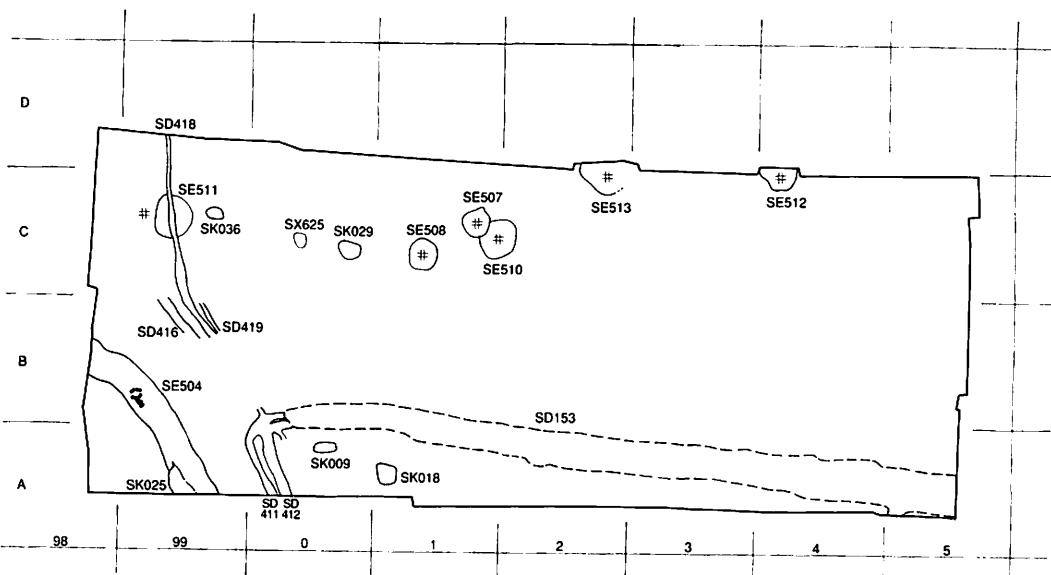 D
SD418
SE511
SE507
SE513
SE512
C
SK036
SX625
SK029
SE508
SE510
SD416
SD419
B
SE504
SD153
SK009
SK018
A
SK025
SD
411
SD
412
98
99
0
1
2
3
4
5